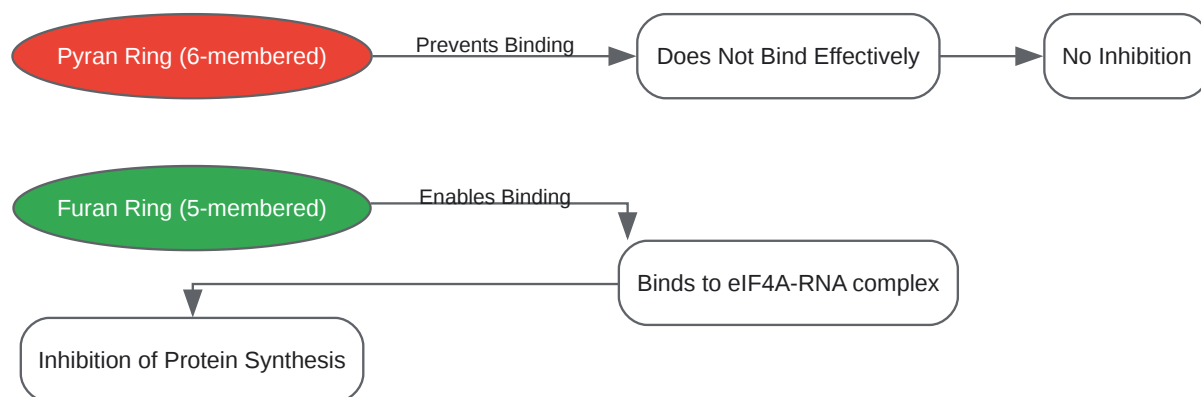 Pyran Ring (6-membered)
Prevents Binding
Does Not Bind Effectively
No Inhibition
Furan Ring (5-membered)
Enables Binding
Binds to eIF4A-RNA complex
Inhibition of Protein Synthesis